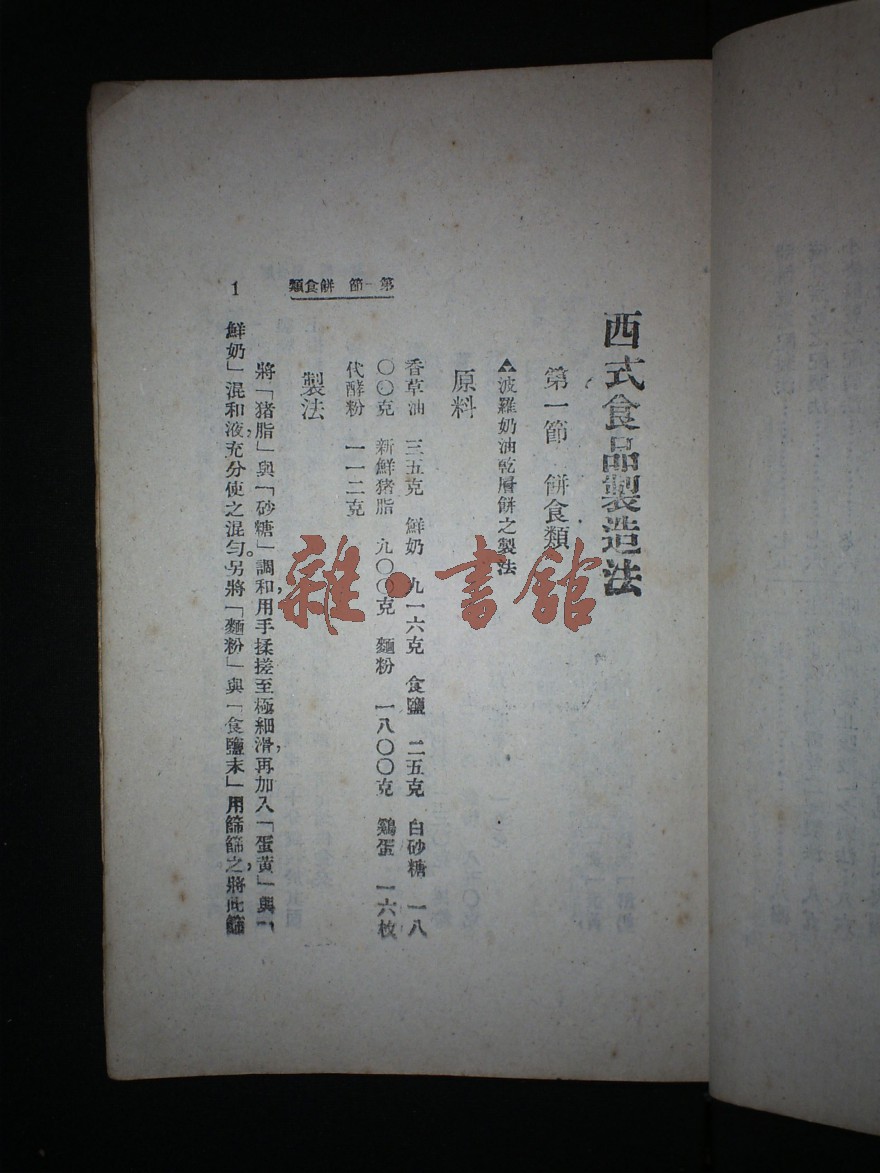 西式食品製造法
第一節 餅食類
▲波羅奶油乾層餅之製法
原料
香草油 三五克 鮮奶 九一六克 食鹽 二五克 白砂糖 一八
〇〇克 新鮮猪脂 九〇〇克 麵粉 一八〇〇克 鷄蛋 一六枚
代酵粉 一一二克
製法
將「猪脂」與「砂糖」調和,用手揉搓至極細滑,再加入「蛋黃」與「
鮮奶」混和液,充分使之混勻。另將「麵粉」與「食鹽末」用篩篩之,將此篩
第一節 餅食類
1
雜·書館